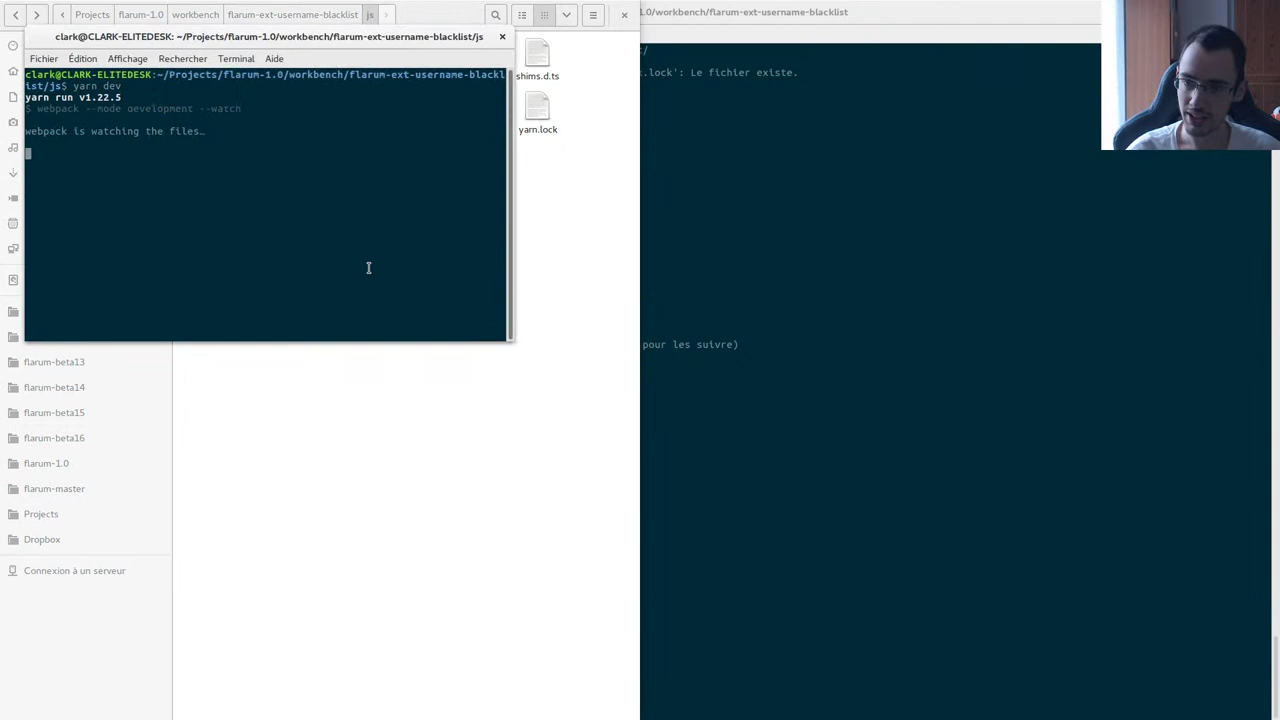 Projects flarum-1.0 workbench flarum-ext-username-blacklist js
/workbench/flarum-ext-username-blacklist
clark@CLARK-ELITEDESK: ~/Projects/flarum-1.0/workbench/flarum-ext-username-blacklist/js
Fichier Édition Affichage Rechercher Terminal Aide
clark@CLARK-ELITEDESK:~/Projects/flarum-1.0/workbench/flarum-ext-username-blackl
ist/js$ yarn dev
yarn run v1.22.5
$ webpack --mode development --watch
webpack is watching the files…
shims.d.ts
yarn.lock
.lock': Le fichier existe.
pour les suivre)
flarum-beta13
flarum-beta14
flarum-beta15
flarum-beta16
flarum-1.0
flarum-master
Projects
Dropbox
Connexion à un serveur